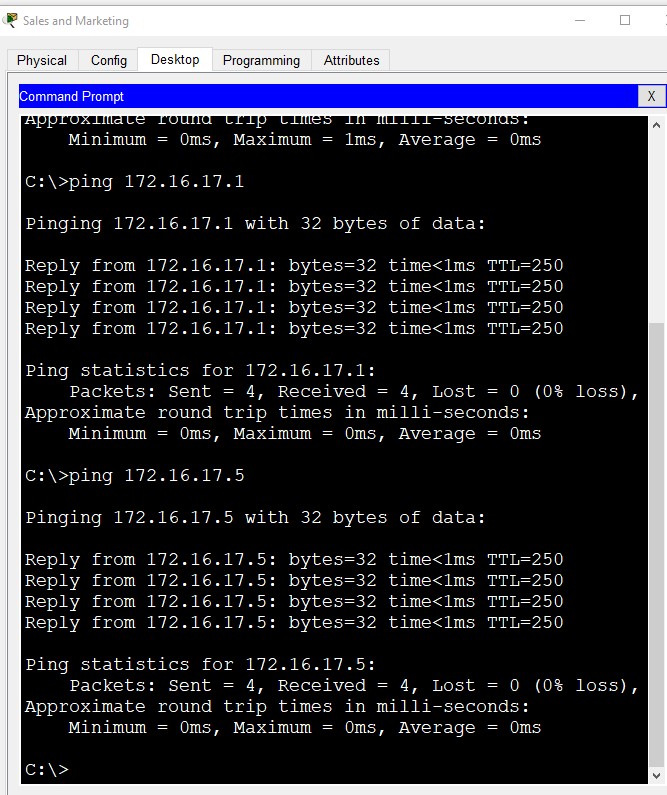 Sales and Marketing
Physical Config Desktop Programming Attributes
Command Prompt X
Approximate round trip times in milli-seconds:
    Minimum = 0ms, Maximum = 1ms, Average = 0ms
C:\>ping 172.16.17.1
Pinging 172.16.17.1 with 32 bytes of data:
Reply from 172.16.17.1: bytes=32 time<1ms TTL=250
Reply from 172.16.17.1: bytes=32 time<1ms TTL=250
Reply from 172.16.17.1: bytes=32 time<1ms TTL=250
Reply from 172.16.17.1: bytes=32 time<1ms TTL=250
Ping statistics for 172.16.17.1:
    Packets: Sent = 4, Received = 4, Lost = 0 (0% loss),
Approximate round trip times in milli-seconds:
    Minimum = 0ms, Maximum = 0ms, Average = 0ms
C:\>ping 172.16.17.5
Pinging 172.16.17.5 with 32 bytes of data:
Reply from 172.16.17.5: bytes=32 time<1ms TTL=250
Reply from 172.16.17.5: bytes=32 time<1ms TTL=250
Reply from 172.16.17.5: bytes=32 time<1ms TTL=250
Reply from 172.16.17.5: bytes=32 time<1ms TTL=250
Ping statistics for 172.16.17.5:
    Packets: Sent = 4, Received = 4, Lost = 0 (0% loss),
Approximate round trip times in milli-seconds:
    Minimum = 0ms, Maximum = 0ms, Average = 0ms
C:\>